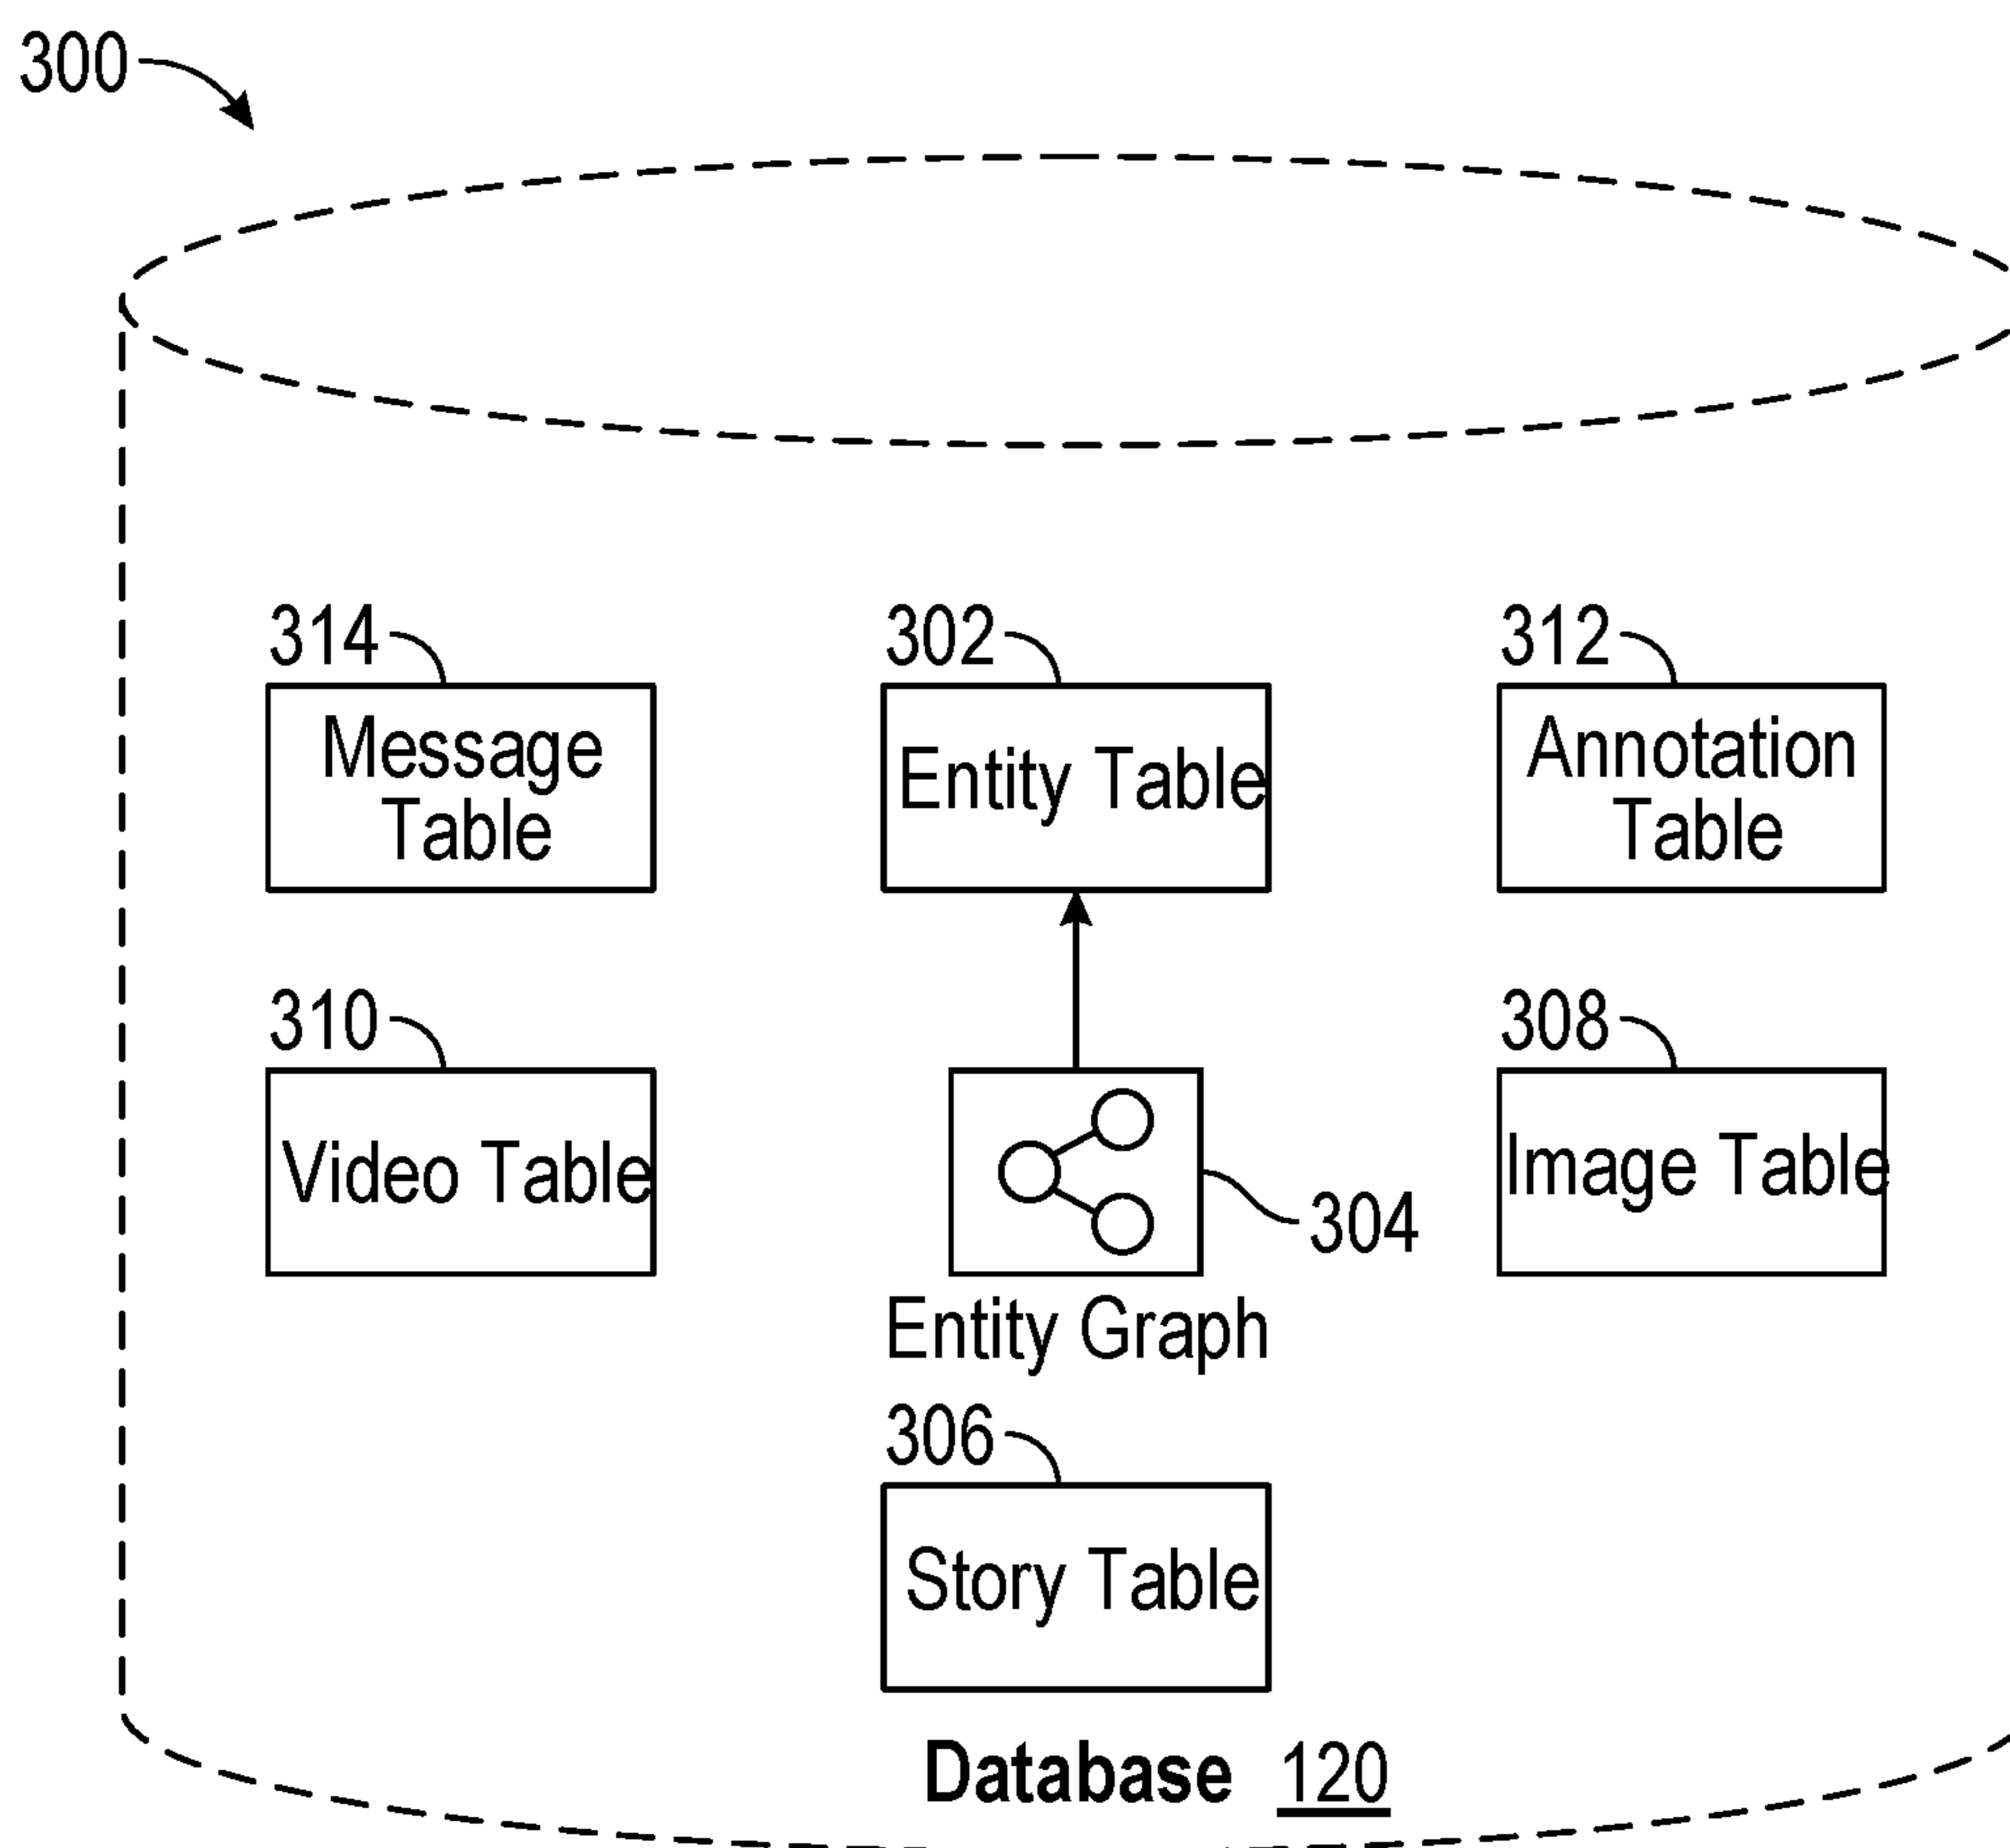 300
314
302
312
Message
Table
Entity Table
Annotation
Table
310
308
Video Table
Image Table
304
Entity Graph
306
Story Table
Database 120